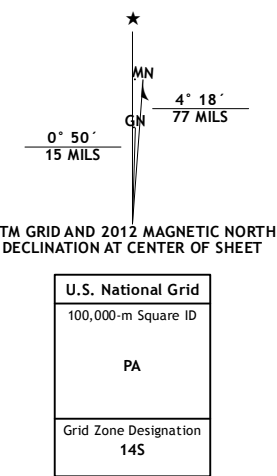 ★
MN
4° 18´
77 MILS
GN
0° 50´
15 MILS
TM GRID AND 2012 MAGNETIC NORTH
DECLINATION AT CENTER OF SHEET
U.S. National Grid
100,000-m Square ID
PA
Grid Zone Designation
14S